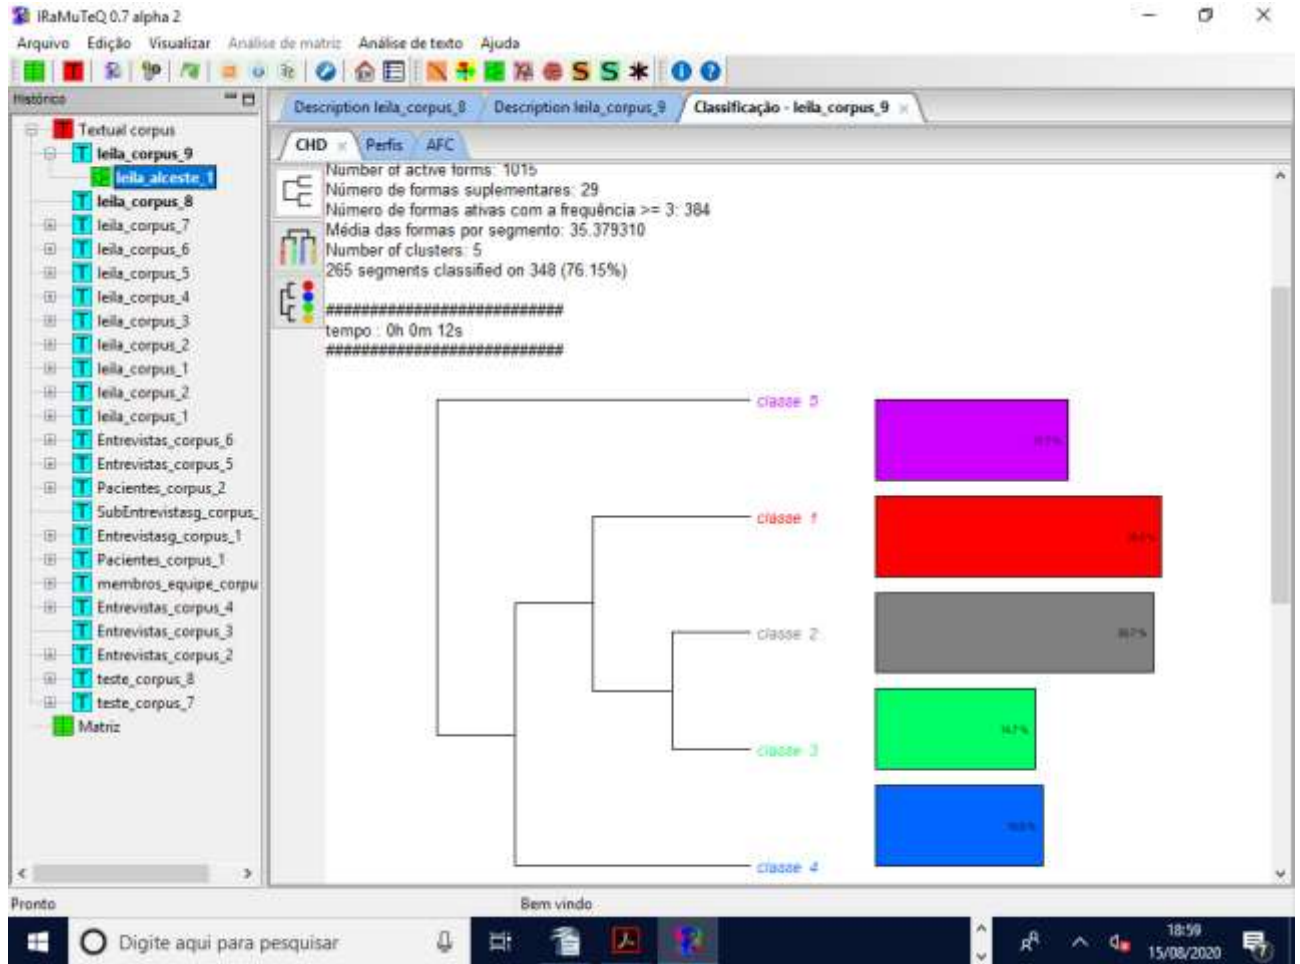 IRaMuTeQ 0.7 alpha 2
Arquivo Edição Visualizar Análise de matriz Análise de texto Ajuda
Histórico
Description leila_corpus_8 Description leila_corpus_9 Classificação - leila_corpus_9
CHD Perfis AFC
Textual corpus
leila_corpus_9
leila_alceste_1
leila_corpus_8
leila_corpus_7
leila_corpus_6
leila_corpus_5
leila_corpus_4
leila_corpus_3
leila_corpus_2
leila_corpus_1
leila_corpus_2
leila_corpus_1
Entrevistas_corpus_6
Entrevistas_corpus_5
Pacientes_corpus_2
SubEntrevistasg_corpus_
Entrevistasg_corpus_1
Pacientes_corpus_1
membros_equipe_corpu
Entrevistas_corpus_4
Entrevistas_corpus_3
Entrevistas_corpus_2
teste_corpus_8
teste_corpus_7
Matriz
Number of active forms: 1015
Número de formas suplementares: 29
Número de formas ativas com a frequência >= 3: 384
Média das formas por segmento: 35.379310
Number of clusters: 5
265 segments classified on 348 (76.15%)
###########################
tempo : 0h 0m 12s
###########################
classe 5
classe 1
classe 2
classe 3
classe 4
Pronto Bem vindo
Digite aqui para pesquisar
18:59
15/08/2020